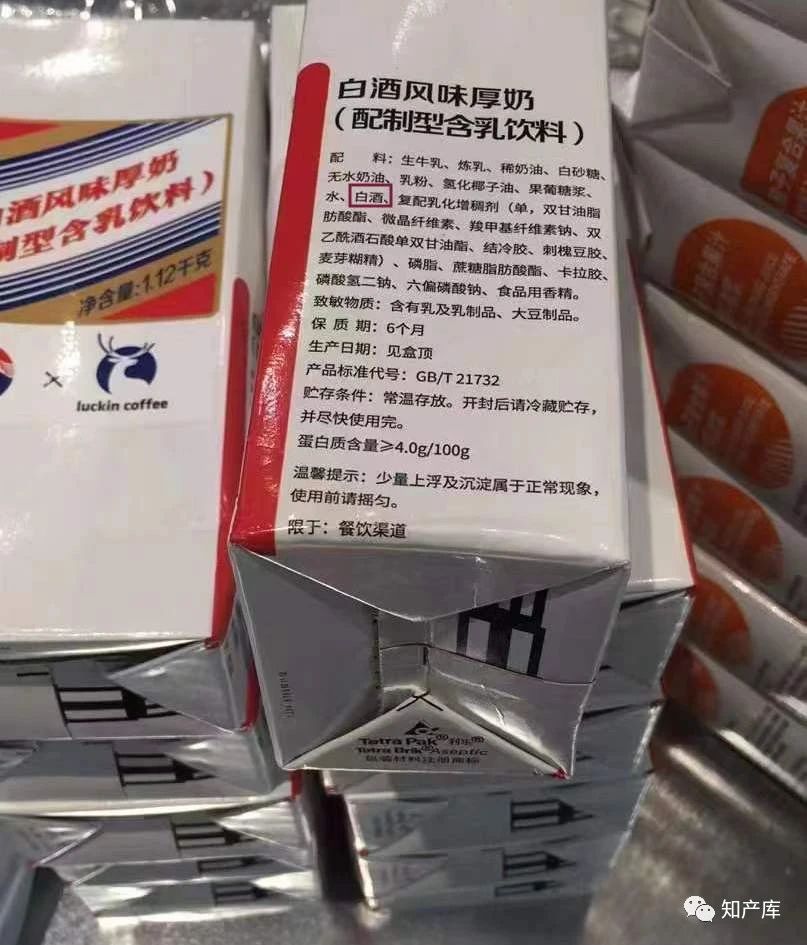 白酒风味厚奶
（配制型含乳饮料）
配 料：生牛乳、炼乳、稀奶油、白砂糖、
无水奶油、乳粉、氢化椰子油、果葡糖浆、
水、白酒、复配乳化增稠剂（单，双甘油脂
肪酸酯、微晶纤维素、羧甲基纤维素钠、双
乙酰酒石酸单双甘油酯、结冷胶、刺槐豆胶、
麦芽糊精）、磷脂、蔗糖脂肪酸酯、卡拉胶、
磷酸氢二钠、六偏磷酸钠、食品用香精。
致敏物质：含有乳及乳制品、大豆制品。
保 质 期：6个月
生产日期：见盒顶
产品标准代号：GB/T 21732
贮存条件：常温存放。开封后请冷藏贮存，
并尽快使用完。
蛋白质含量≥4.0g/100g
温馨提示：少量上浮及沉淀属于正常现象，
使用前请摇匀。
限于：餐饮渠道
酒风味厚奶
制型含乳饮料）
净含量:1.12千克
×
luckin coffee
Tetra Pak® 利乐®
Tetra Brik® Aseptic
包装材料注册商标
知产库